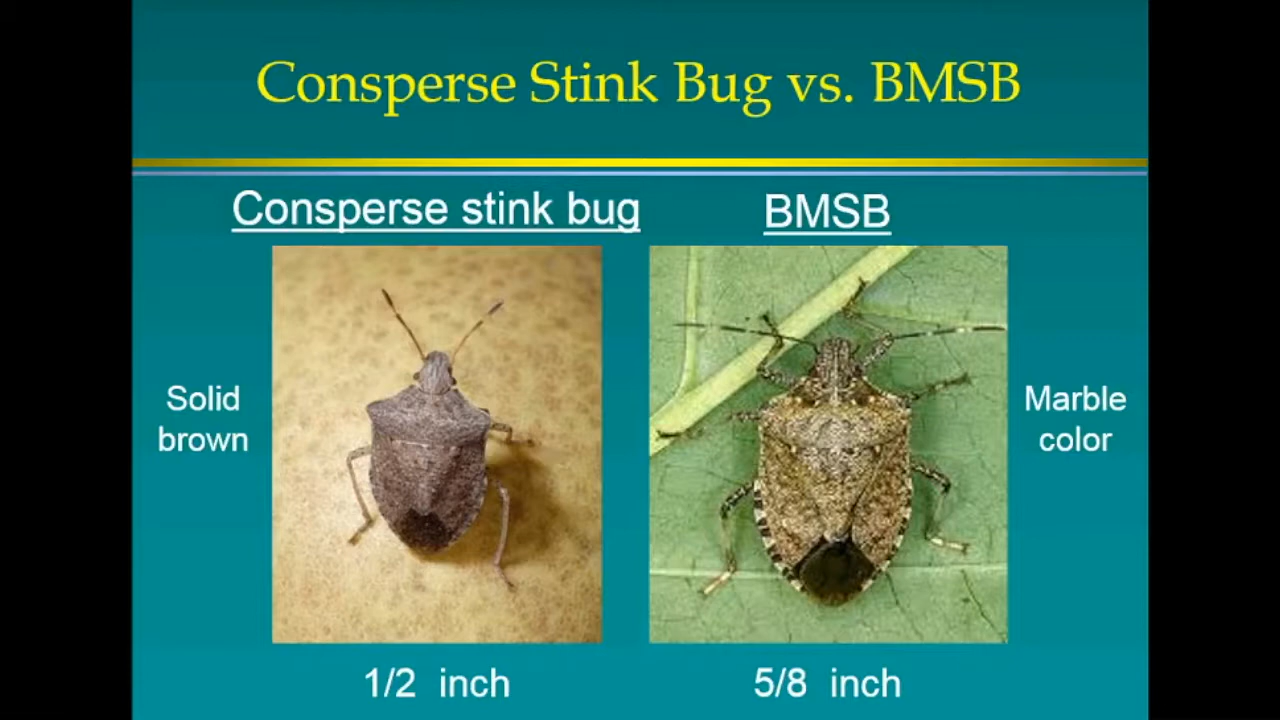 Consperse Stink Bug vs. BMSB
Consperse stink bug
BMSB
Solid
brown
Marble
color
1/2 inch
5/8 inch